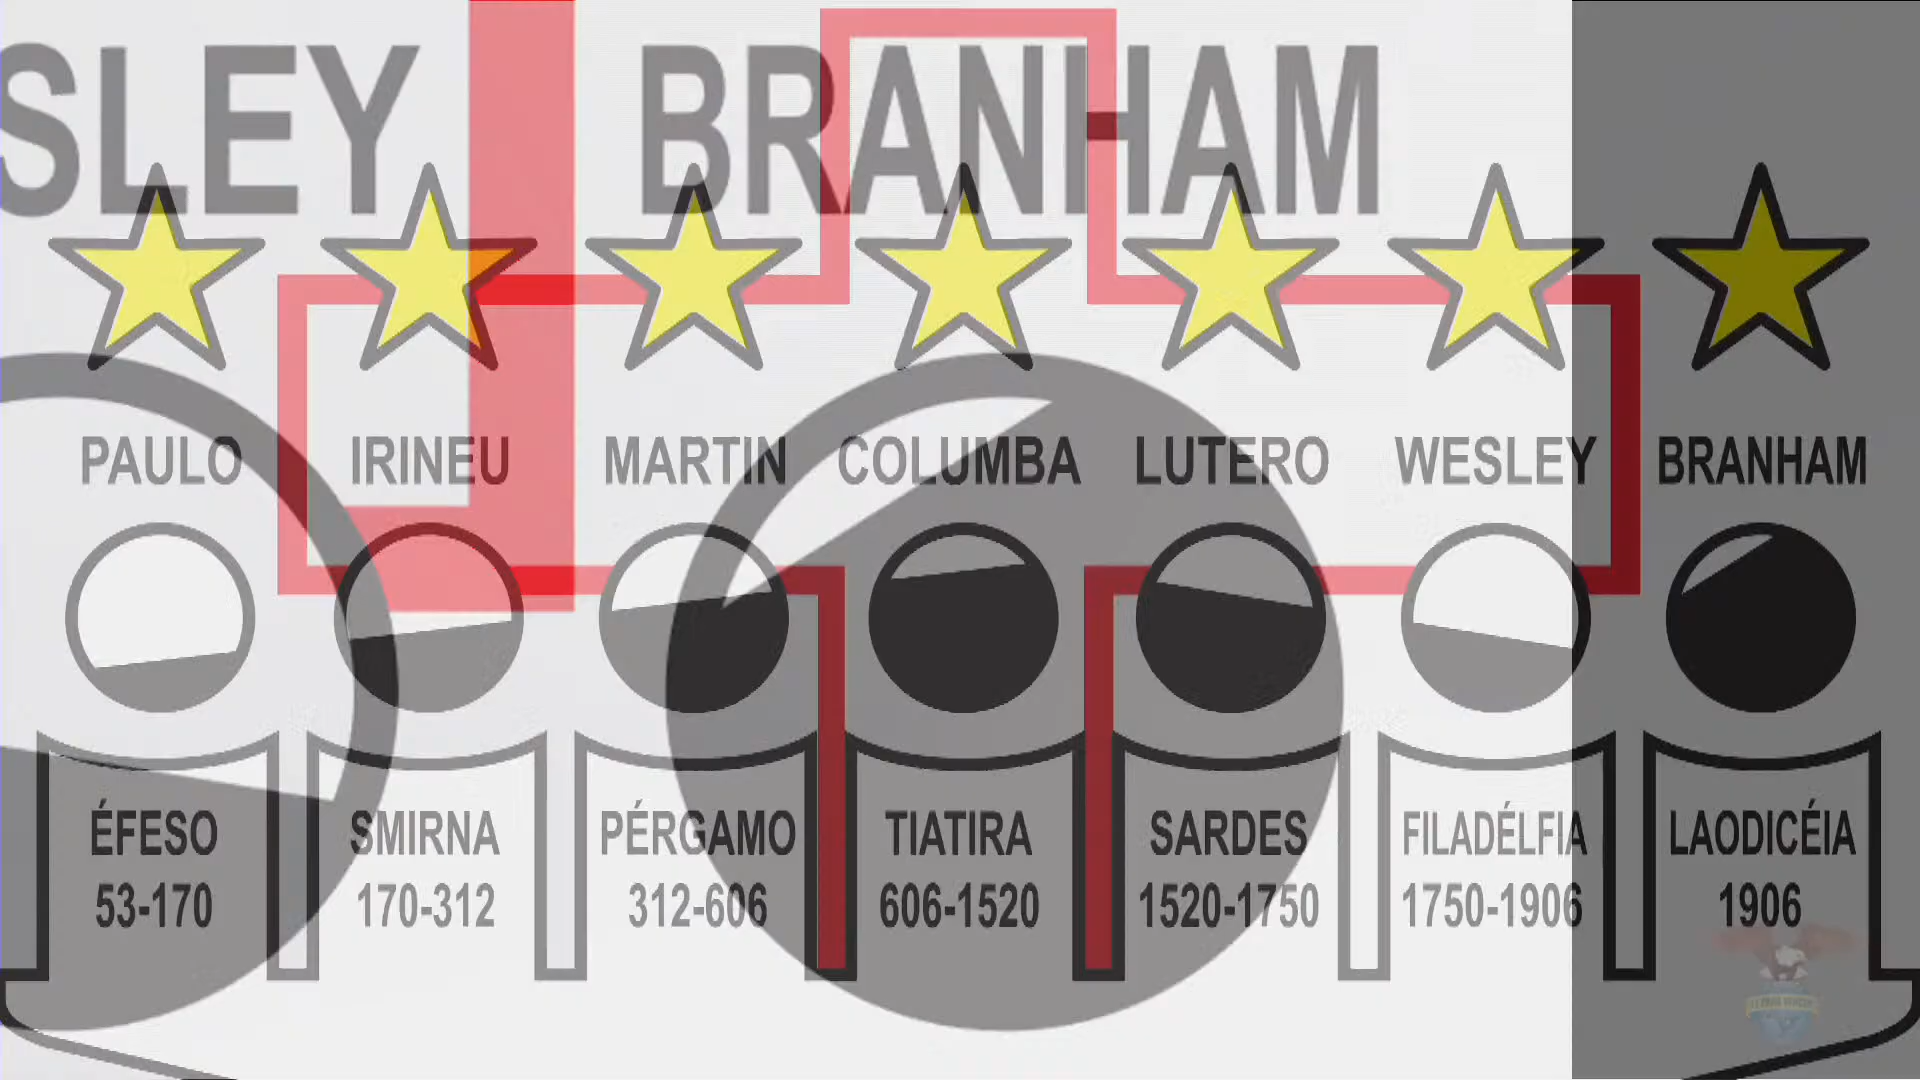 SLEY BRANHAM
PAULO IRINEU MARTIN COLUMBA LUTERO WESLEY BRANHAM
ÉFESO SMIRNA PÉRGAMO TIATIRA SARDES FILADÉLFIA LAODICÉIA
53-170 170-312 312-606 606-1520 1520-1750 1750-1906 1906